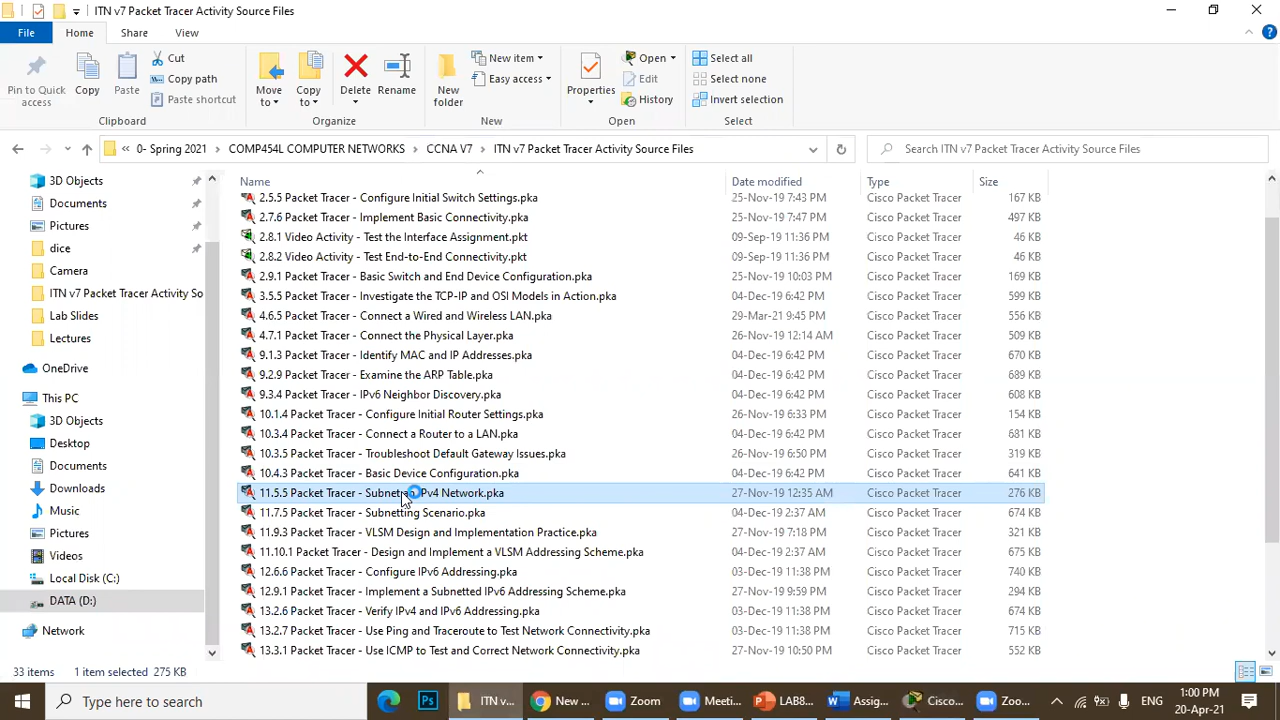 ITN v7 Packet Tracer Activity Source Files
File Home Share View
Pin to Quick access
Copy
Paste
Cut
Copy path
Paste shortcut
Move to
Copy to
Delete
Rename
New folder
New item
Easy access
Properties
Open
Edit
History
Select all
Select none
Invert selection
Clipboard Organize New Open Select
« 0- Spring 2021 › COMP454L COMPUTER NETWORKS › CCNA V7 › ITN v7 Packet Tracer Activity Source Files
Search ITN v7 Packet Tracer Activity Source Files
3D Objects
Documents
Pictures
dice
Camera
ITN v7 Packet Tracer Activity So
Lab Slides
Lectures
OneDrive
This PC
3D Objects
Desktop
Documents
Downloads
Music
Pictures
Videos
Local Disk (C:)
DATA (D:)
Network
Name Date modified Type Size
2.5.5 Packet Tracer - Configure Initial Switch Settings.pka 25-Nov-19 7:43 PM Cisco Packet Tracer 167 KB
2.7.6 Packet Tracer - Implement Basic Connectivity.pka 25-Nov-19 7:47 PM Cisco Packet Tracer 497 KB
2.8.1 Video Activity - Test the Interface Assignment.pkt 09-Sep-19 11:36 PM Cisco Packet Tracer 46 KB
2.8.2 Video Activity - Test End-to-End Connectivity.pkt 09-Sep-19 11:36 PM Cisco Packet Tracer 46 KB
2.9.1 Packet Tracer - Basic Switch and End Device Configuration.pka 25-Nov-19 10:03 PM Cisco Packet Tracer 169 KB
3.5.5 Packet Tracer - Investigate the TCP-IP and OSI Models in Action.pka 04-Dec-19 6:42 PM Cisco Packet Tracer 599 KB
4.6.5 Packet Tracer - Connect a Wired and Wireless LAN.pka 29-Mar-21 9:45 PM Cisco Packet Tracer 556 KB
4.7.1 Packet Tracer - Connect the Physical Layer.pka 26-Nov-19 12:14 AM Cisco Packet Tracer 509 KB
9.1.3 Packet Tracer - Identify MAC and IP Addresses.pka 04-Dec-19 6:42 PM Cisco Packet Tracer 670 KB
9.2.9 Packet Tracer - Examine the ARP Table.pka 04-Dec-19 6:42 PM Cisco Packet Tracer 689 KB
9.3.4 Packet Tracer - IPv6 Neighbor Discovery.pka 04-Dec-19 6:42 PM Cisco Packet Tracer 608 KB
10.1.4 Packet Tracer - Configure Initial Router Settings.pka 26-Nov-19 6:33 PM Cisco Packet Tracer 154 KB
10.3.4 Packet Tracer - Connect a Router to a LAN.pka 04-Dec-19 6:42 PM Cisco Packet Tracer 681 KB
10.3.5 Packet Tracer - Troubleshoot Default Gateway Issues.pka 26-Nov-19 6:50 PM Cisco Packet Tracer 319 KB
10.4.3 Packet Tracer - Basic Device Configuration.pka 04-Dec-19 6:42 PM Cisco Packet Tracer 641 KB
11.5.5 Packet Tracer - Subnet an IPv4 Network.pka 27-Nov-19 12:35 AM Cisco Packet Tracer 276 KB
11.7.5 Packet Tracer - Subnetting Scenario.pka 04-Dec-19 2:37 AM Cisco Packet Tracer 674 KB
11.9.3 Packet Tracer - VLSM Design and Implementation Practice.pka 27-Nov-19 7:18 PM Cisco Packet Tracer 321 KB
11.10.1 Packet Tracer - Design and Implement a VLSM Addressing Scheme.pka 04-Dec-19 2:37 AM Cisco Packet Tracer 675 KB
12.6.6 Packet Tracer - Configure IPv6 Addressing.pka 03-Dec-19 11:38 PM Cisco Packet Tracer 740 KB
12.9.1 Packet Tracer - Implement a Subnetted IPv6 Addressing Scheme.pka 27-Nov-19 9:59 PM Cisco Packet Tracer 294 KB
13.2.6 Packet Tracer - Verify IPv4 and IPv6 Addressing.pka 03-Dec-19 11:38 PM Cisco Packet Tracer 674 KB
13.2.7 Packet Tracer - Use Ping and Traceroute to Test Network Connectivity.pka 03-Dec-19 11:38 PM Cisco Packet Tracer 715 KB
13.3.1 Packet Tracer - Use ICMP to Test and Correct Network Connectivity.pka 27-Nov-19 10:50 PM Cisco Packet Tracer 552 KB
33 items 1 item selected 275 KB
Type here to search
Ps
ITN v...
New ...
Zoom
Meeti...
LAB8...
Assig...
Cisco...
Zoo...
ENG
1:00 PM
20-Apr-21